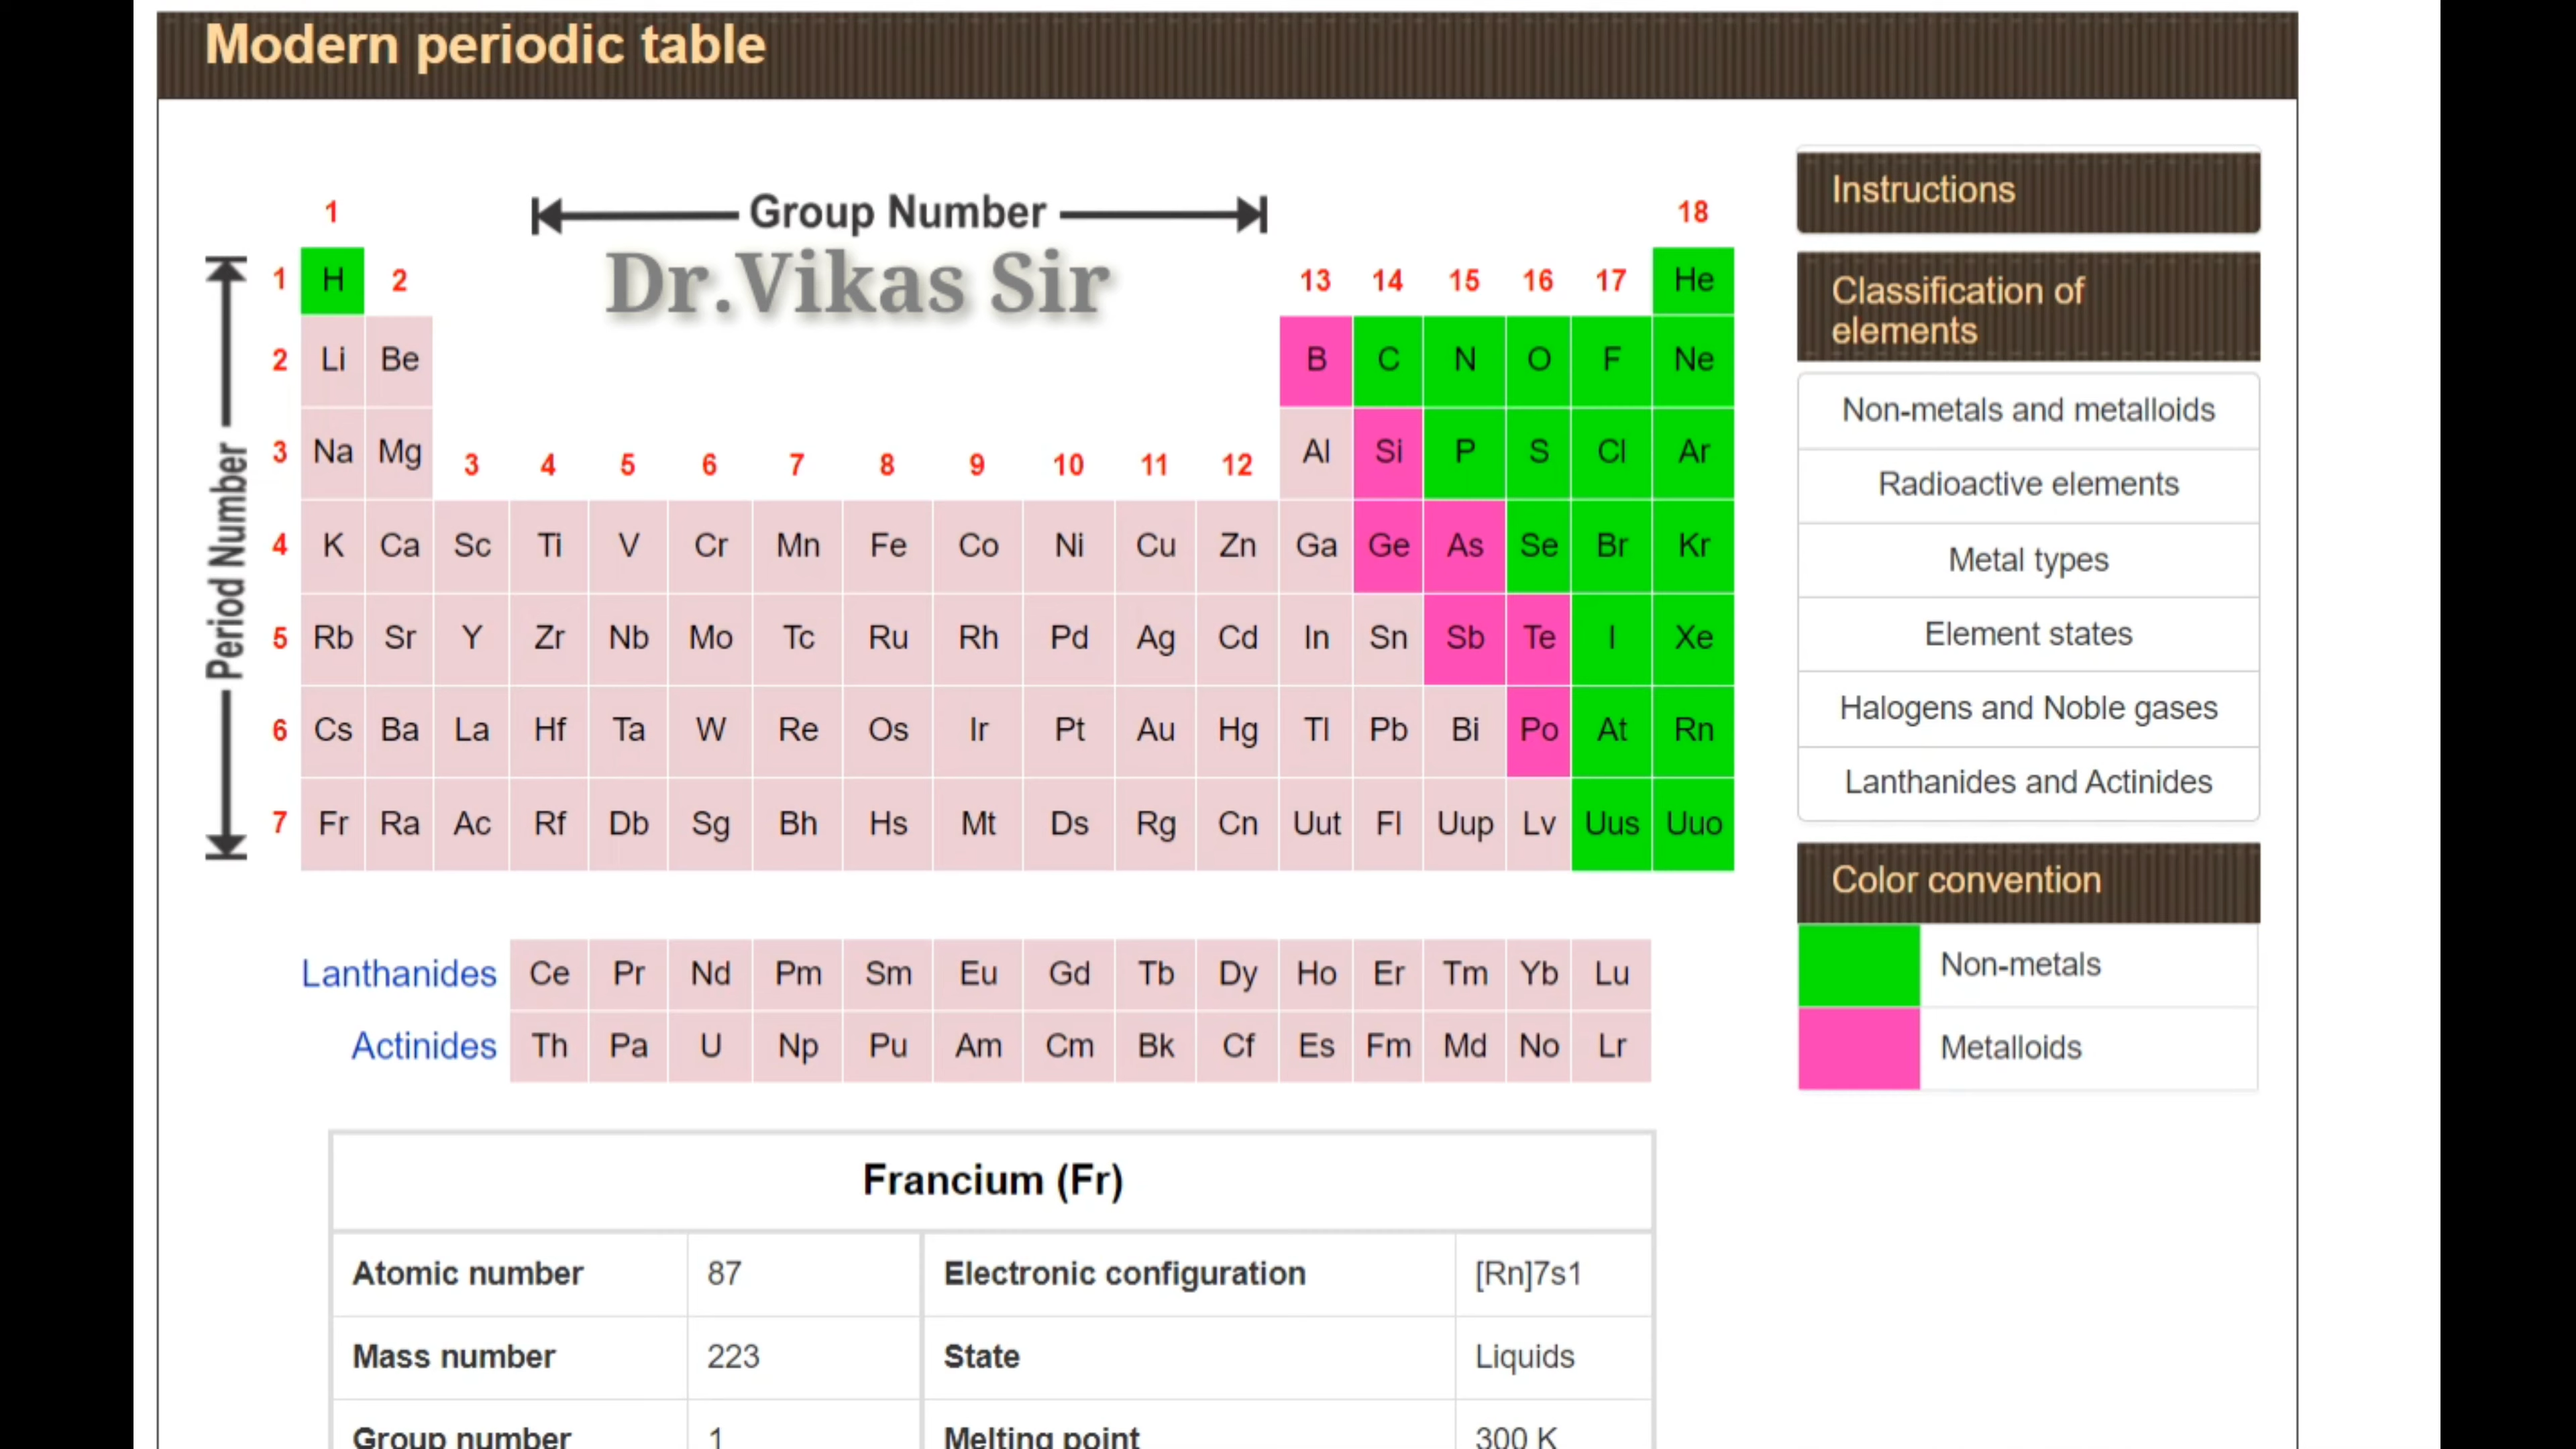 Modern periodic table
Group Number
Dr.Vikas Sir
Period Number
1 18
1 H 2 13 14 15 16 17 He
2 Li Be B C N O F Ne
3 Na Mg 3 4 5 6 7 8 9 10 11 12 Al Si P S Cl Ar
4 K Ca Sc Ti V Cr Mn Fe Co Ni Cu Zn Ga Ge As Se Br Kr
5 Rb Sr Y Zr Nb Mo Tc Ru Rh Pd Ag Cd In Sn Sb Te I Xe
6 Cs Ba La Hf Ta W Re Os Ir Pt Au Hg Tl Pb Bi Po At Rn
7 Fr Ra Ac Rf Db Sg Bh Hs Mt Ds Rg Cn Uut Fl Uup Lv Uus Uuo
Lanthanides Ce Pr Nd Pm Sm Eu Gd Tb Dy Ho Er Tm Yb Lu
Actinides Th Pa U Np Pu Am Cm Bk Cf Es Fm Md No Lr
Instructions
Classification of
elements
Non-metals and metalloids
Radioactive elements
Metal types
Element states
Halogens and Noble gases
Lanthanides and Actinides
Color convention
Non-metals
Metalloids
Francium (Fr)
Atomic number 87 Electronic configuration [Rn]7s1
Mass number 223 State Liquids
Group number 1 Melting point 300 K